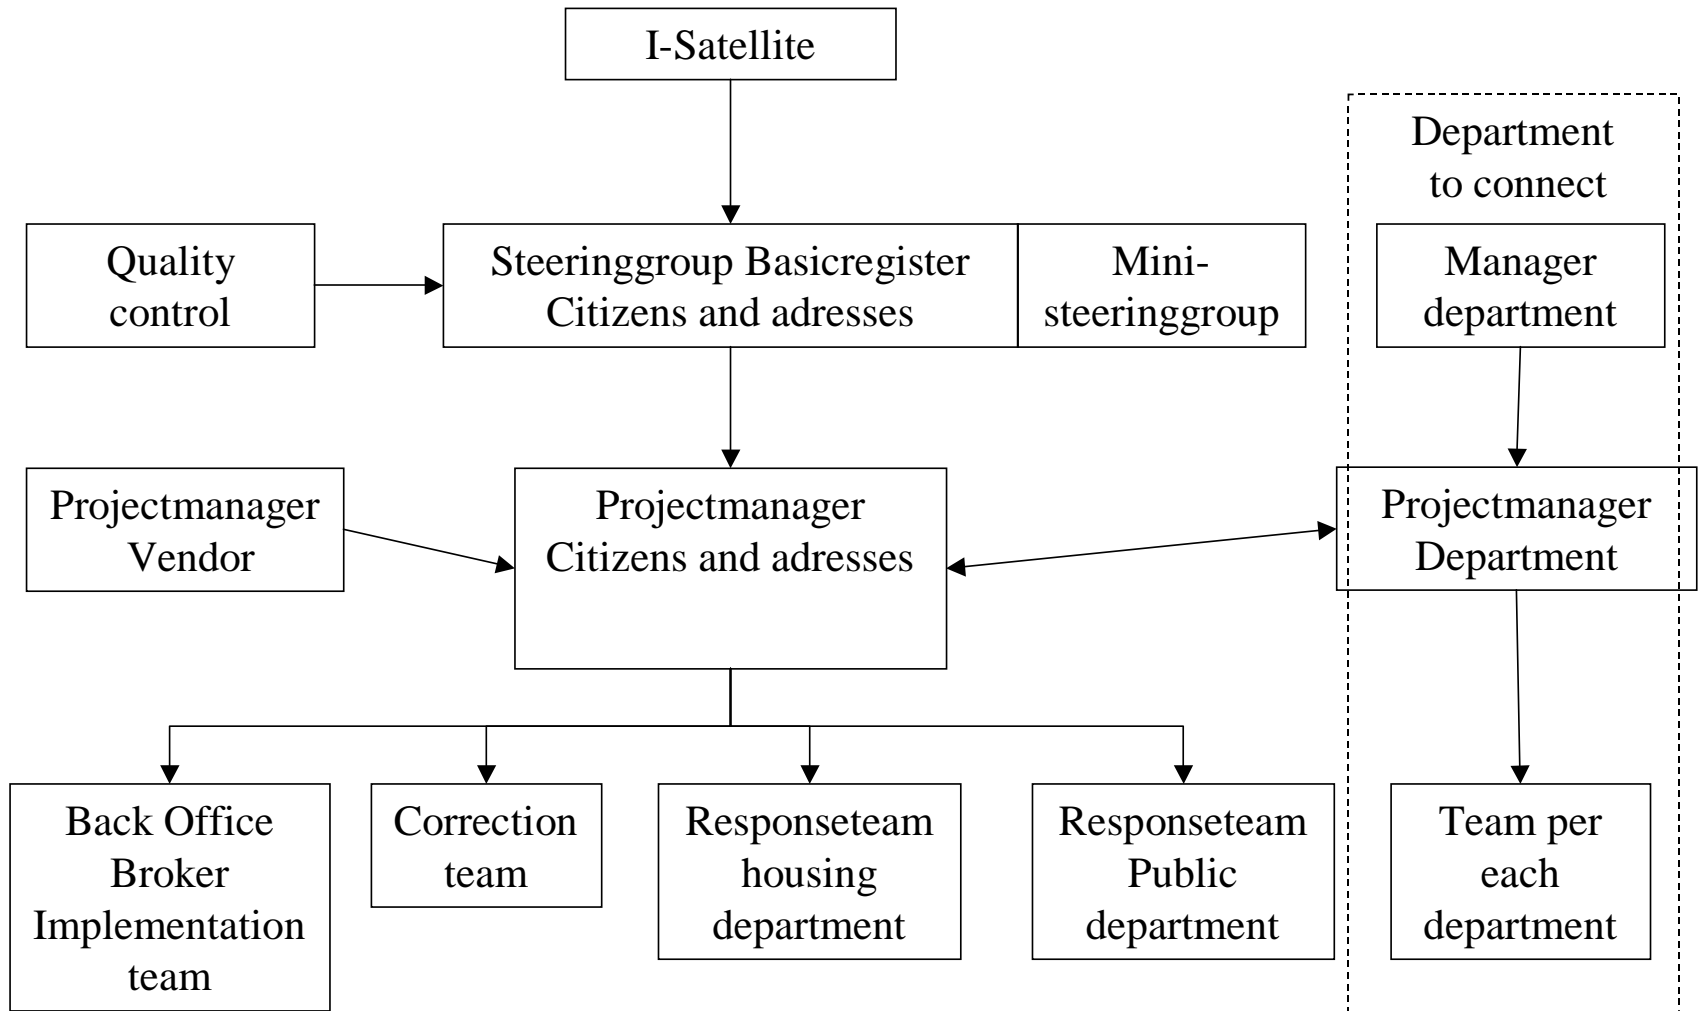 I-Satellite
Department
to connect
Quality
control
Steeringgroup Basicregister
Citizens and adresses
Mini-
steeringgroup
Manager
department
Projectmanager
Vendor
Projectmanager
Citizens and adresses
Projectmanager
Department
Back Office
Broker
Implementation
team
Correction
team
Responseteam
housing
department
Responseteam
Public
department
Team per
each
department